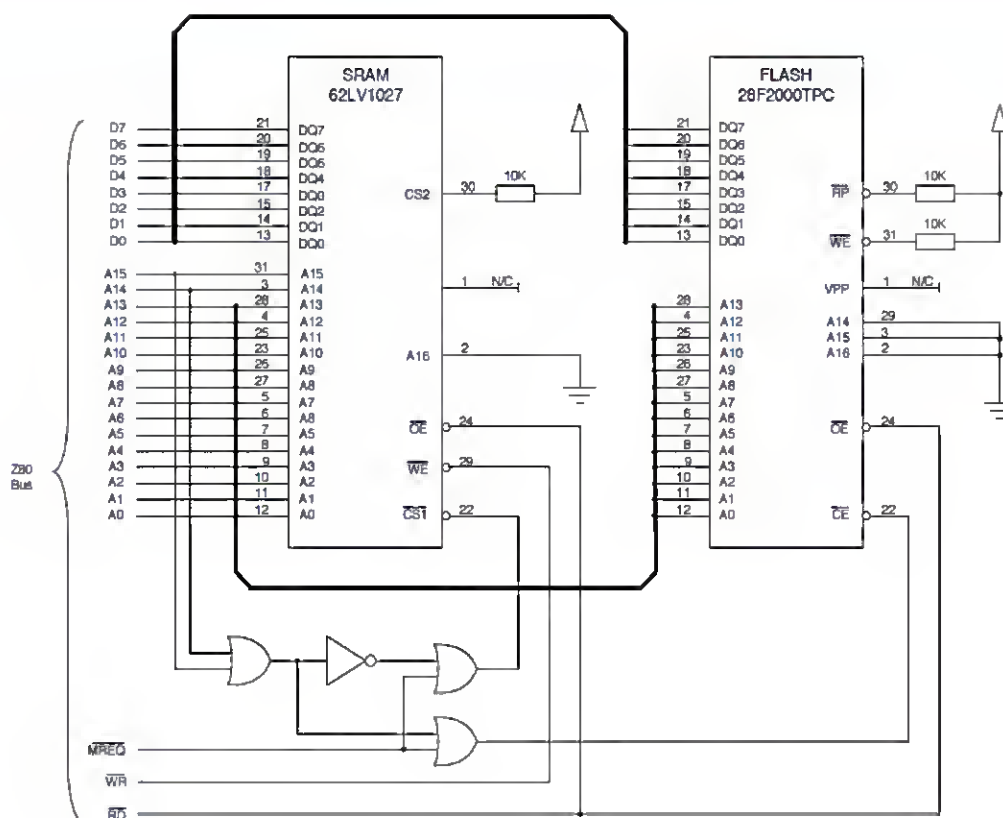 SRAM
62LV1027
D7 21 DQ7
D6 20 DQ6
D5 19 DQ5
D4 18 DQ4
D3 17 DQ0
D2 15 DQ2
D1 14 DQ1
D0 13 DQ0
A15 31 A15
A14 3 A14
A13 28 A13
A12 4 A12
A11 25 A11
A10 23 A10
A9 26 A9
A8 27 A8
A7 5 A7
A6 6 A6
A5 7 A5
A4 8 A4
A3 9 A3
A2 10 A2
A1 11 A1
A0 12 A0
CS2 30 10K
1 N/C
A16 2
OE 24
WE 29
CS1 22
FLASH
28F2000TPC
21 DQ7
20 DQ6
19 DQ5
18 DQ4
17 DQ3
15 DQ2
14 DQ1
13 DQ0
28 A13
4 A12
25 A11
23 A10
26 A9
27 A8
5 A7
6 A6
7 A5
8 A4
9 A3
10 A2
11 A1
12 A0
RP 30 10K
WE 31 10K
VPP 1 N/C
A14 29
A15 3
A16 2
OE 24
CE 22
Z80
Bus
MREQ
WR
RD